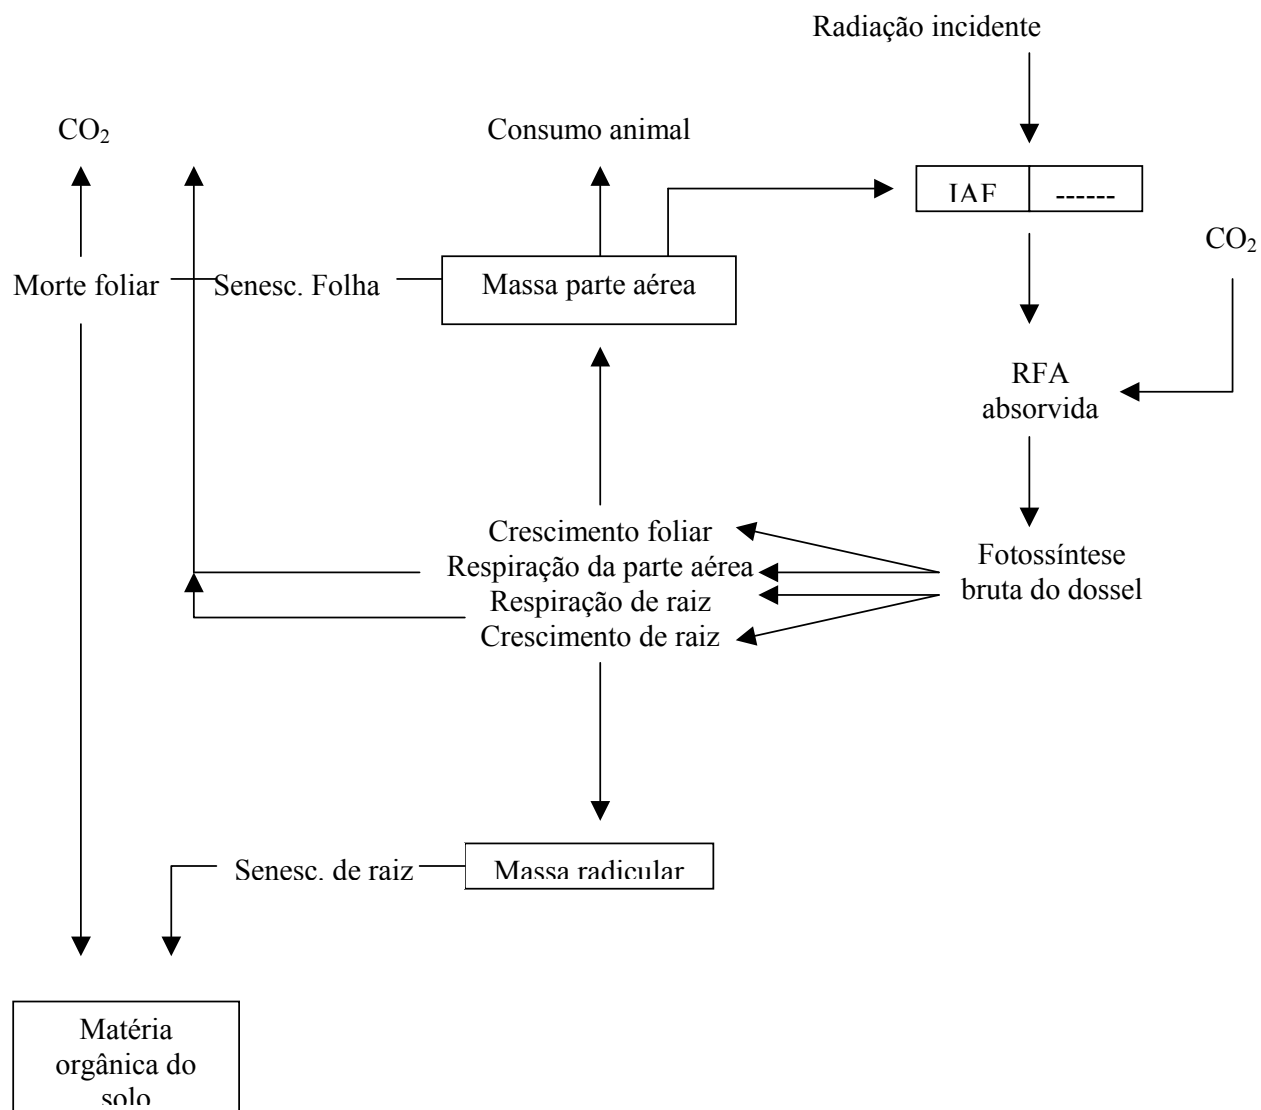 Radiação incidente
CO₂
Consumo animal
IAF
------
CO₂
Morte foliar
Senesc. Folha
Massa parte aérea
RFA
absorvida
Crescimento foliar
Respiração da parte aérea
Respiração de raiz
Crescimento de raiz
Fotossíntese
bruta do dossel
Senesc. de raiz
Massa radicular
Matéria
orgânica do
solo